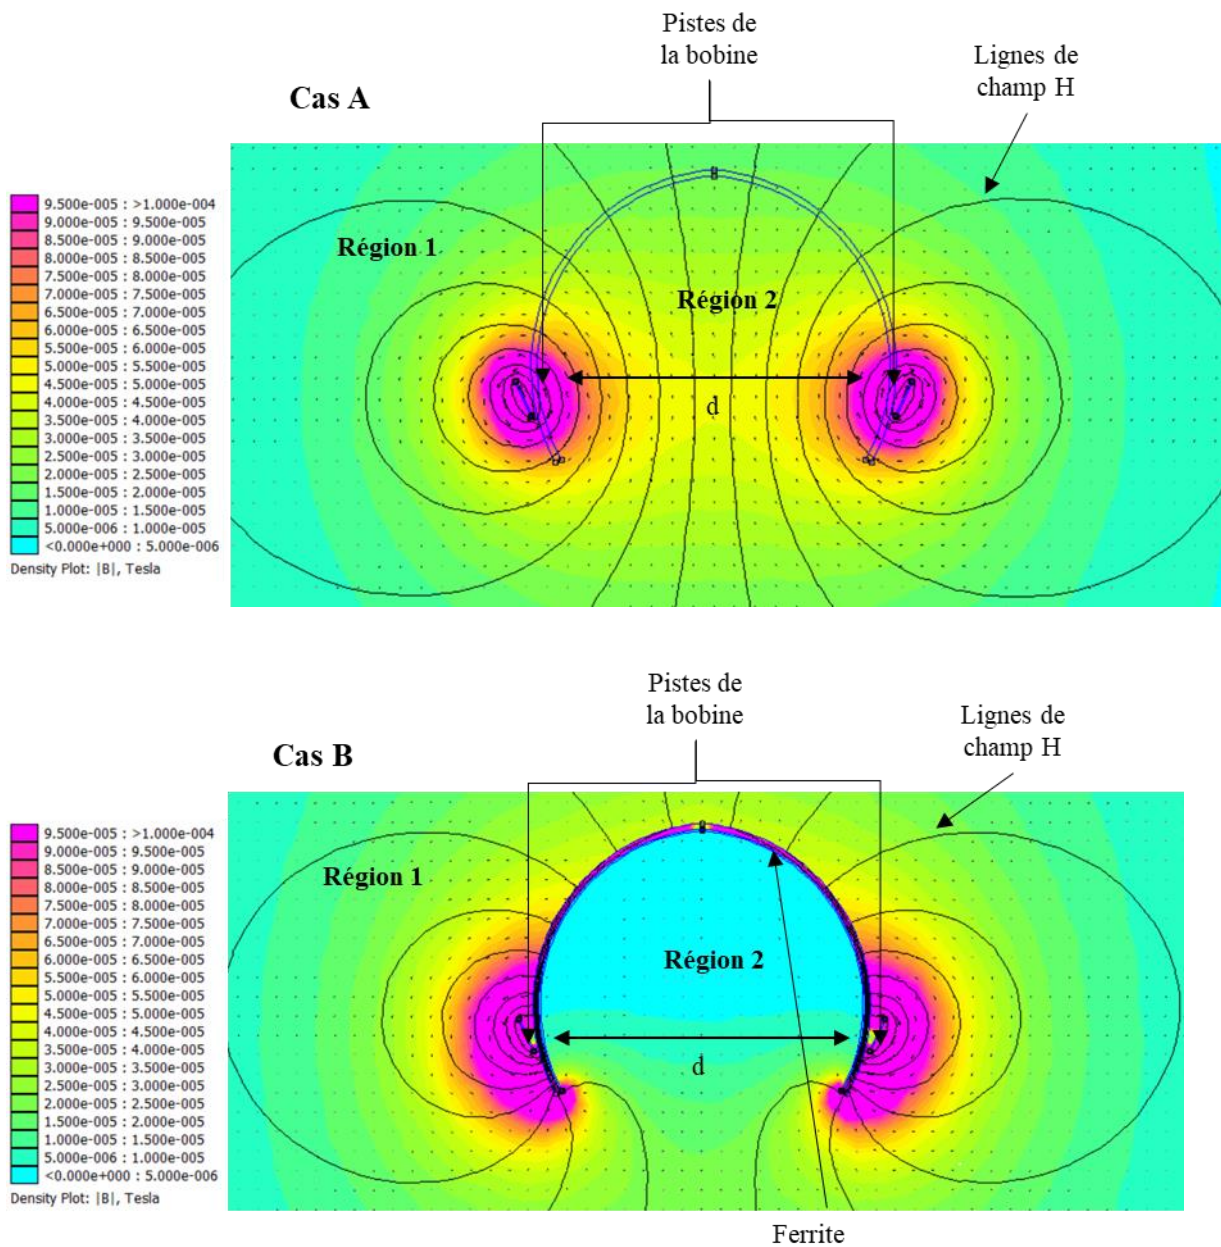 Pistes de
la bobine
Lignes de
champ H
Cas A
9.500e-005 : >1.000e-004
9.000e-005 : 9.500e-005
8.500e-005 : 9.000e-005
8.000e-005 : 8.500e-005
7.500e-005 : 8.000e-005
7.000e-005 : 7.500e-005
6.500e-005 : 7.000e-005
6.000e-005 : 6.500e-005
5.500e-005 : 6.000e-005
5.000e-005 : 5.500e-005
4.500e-005 : 5.000e-005
4.000e-005 : 4.500e-005
3.500e-005 : 4.000e-005
3.000e-005 : 3.500e-005
2.500e-005 : 3.000e-005
2.000e-005 : 2.500e-005
1.500e-005 : 2.000e-005
1.000e-005 : 1.500e-005
5.000e-006 : 1.000e-005
<0.000e+000 : 5.000e-006
Density Plot: |B|, Tesla
Région 1
Région 2
d
Pistes de
la bobine
Lignes de
champ H
Cas B
9.500e-005 : >1.000e-004
9.000e-005 : 9.500e-005
8.500e-005 : 9.000e-005
8.000e-005 : 8.500e-005
7.500e-005 : 8.000e-005
7.000e-005 : 7.500e-005
6.500e-005 : 7.000e-005
6.000e-005 : 6.500e-005
5.500e-005 : 6.000e-005
5.000e-005 : 5.500e-005
4.500e-005 : 5.000e-005
4.000e-005 : 4.500e-005
3.500e-005 : 4.000e-005
3.000e-005 : 3.500e-005
2.500e-005 : 3.000e-005
2.000e-005 : 2.500e-005
1.500e-005 : 2.000e-005
1.000e-005 : 1.500e-005
5.000e-006 : 1.000e-005
<0.000e+000 : 5.000e-006
Density Plot: |B|, Tesla
Région 1
Région 2
d
Ferrite